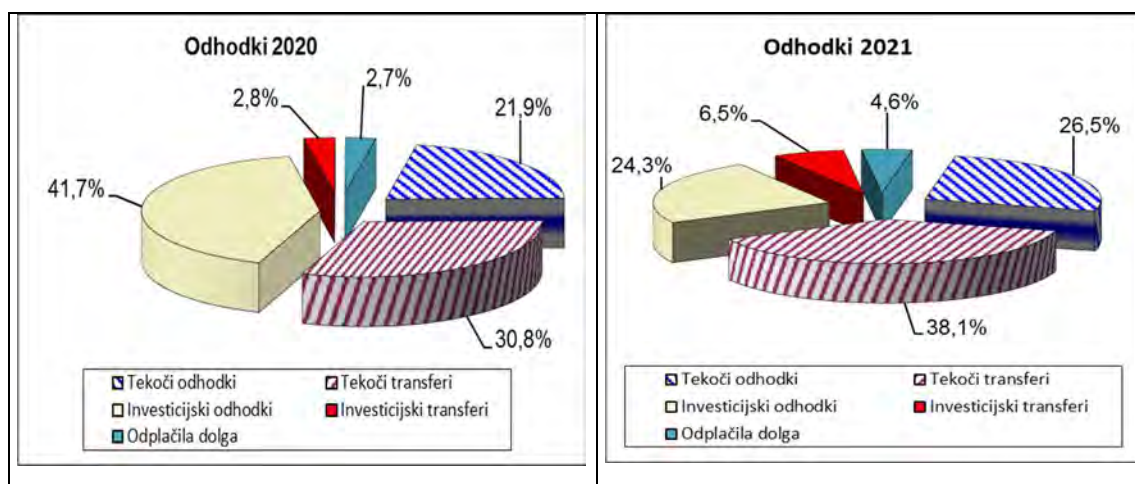 Odhodki 2020
2,7%
2,8%
21,9%
41,7%
30,8%
Tekoči odhodki
Tekoči transferi
Investicijski odhodki
Investicijski transferi
Odplačila dolga
Odhodki 2021
4,6%
6,5%
26,5%
24,3%
38,1%
Tekoči odhodki
Tekoči transferi
Investicijski odhodki
Investicijski transferi
Odplačila dolga